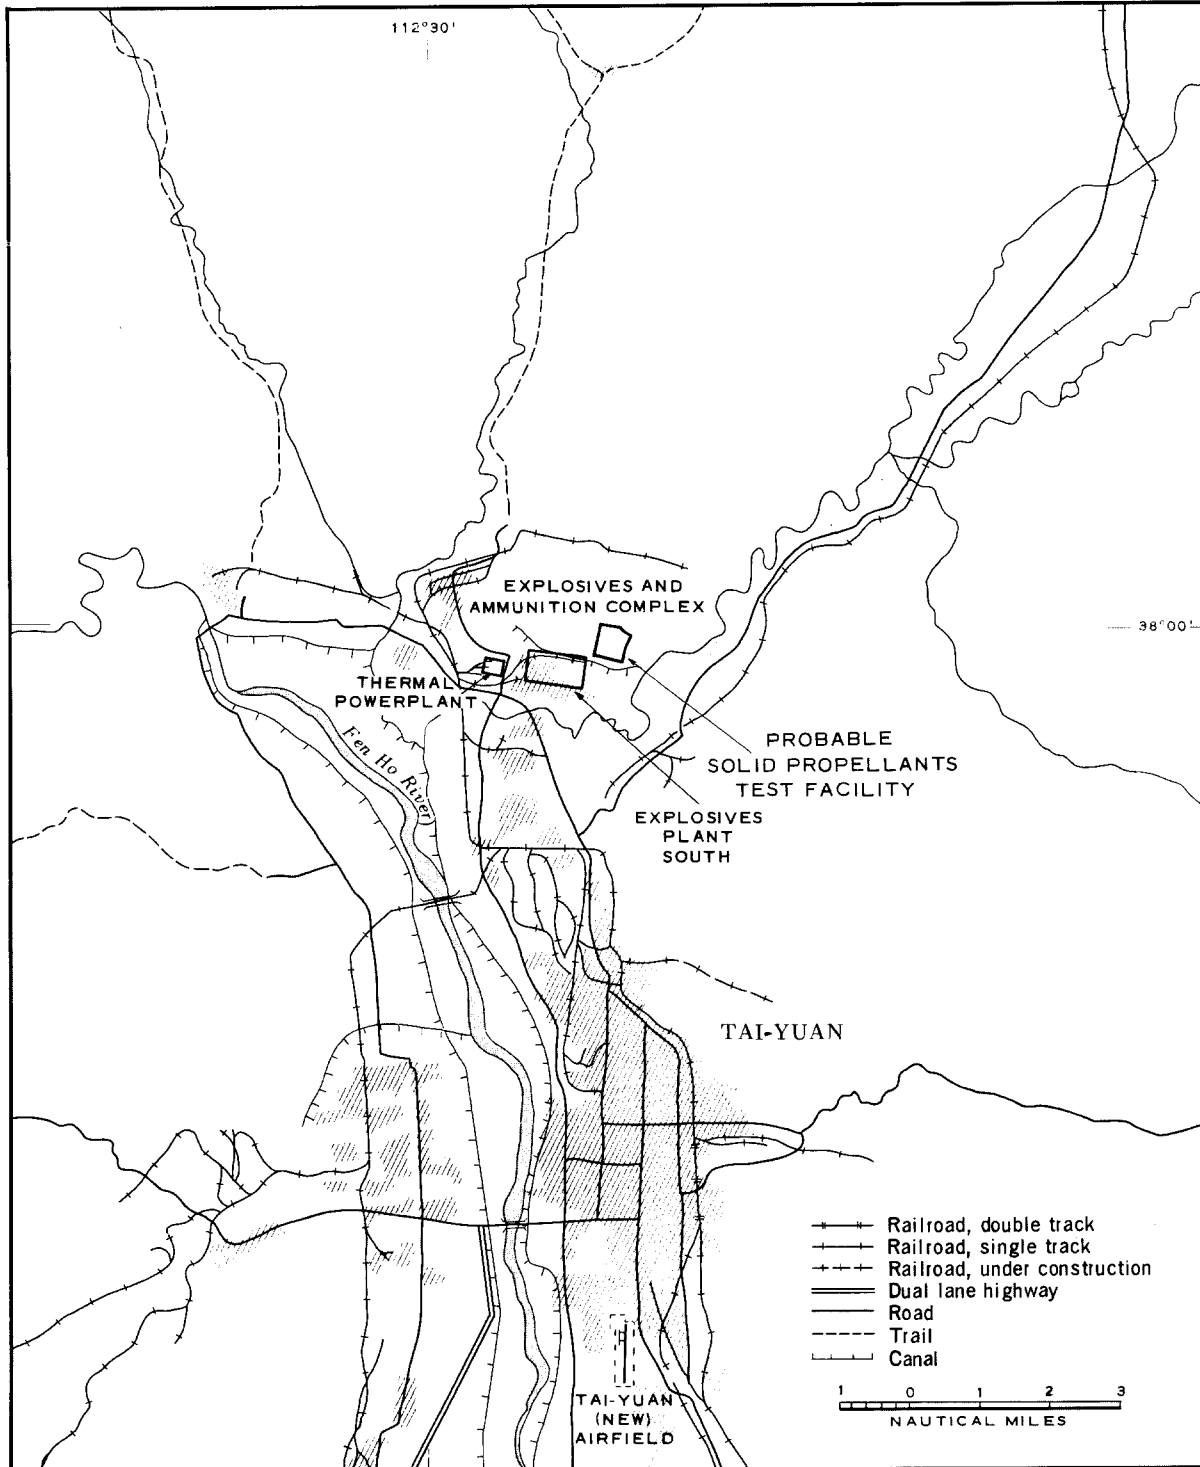 112°30'
EXPLOSIVES AND
AMMUNITION COMPLEX
38°00'
THERMAL
POWERPLANT
Fen Ho River
PROBABLE
SOLID PROPELLANTS
TEST FACILITY
EXPLOSIVES
PLANT
SOUTH
TAI-YUAN
Railroad, double track
Railroad, single track
Railroad, under construction
Dual lane highway
Road
Trail
Canal
1 0 1 2 3
NAUTICAL MILES
TAI-YUAN
(NEW)
AIRFIELD